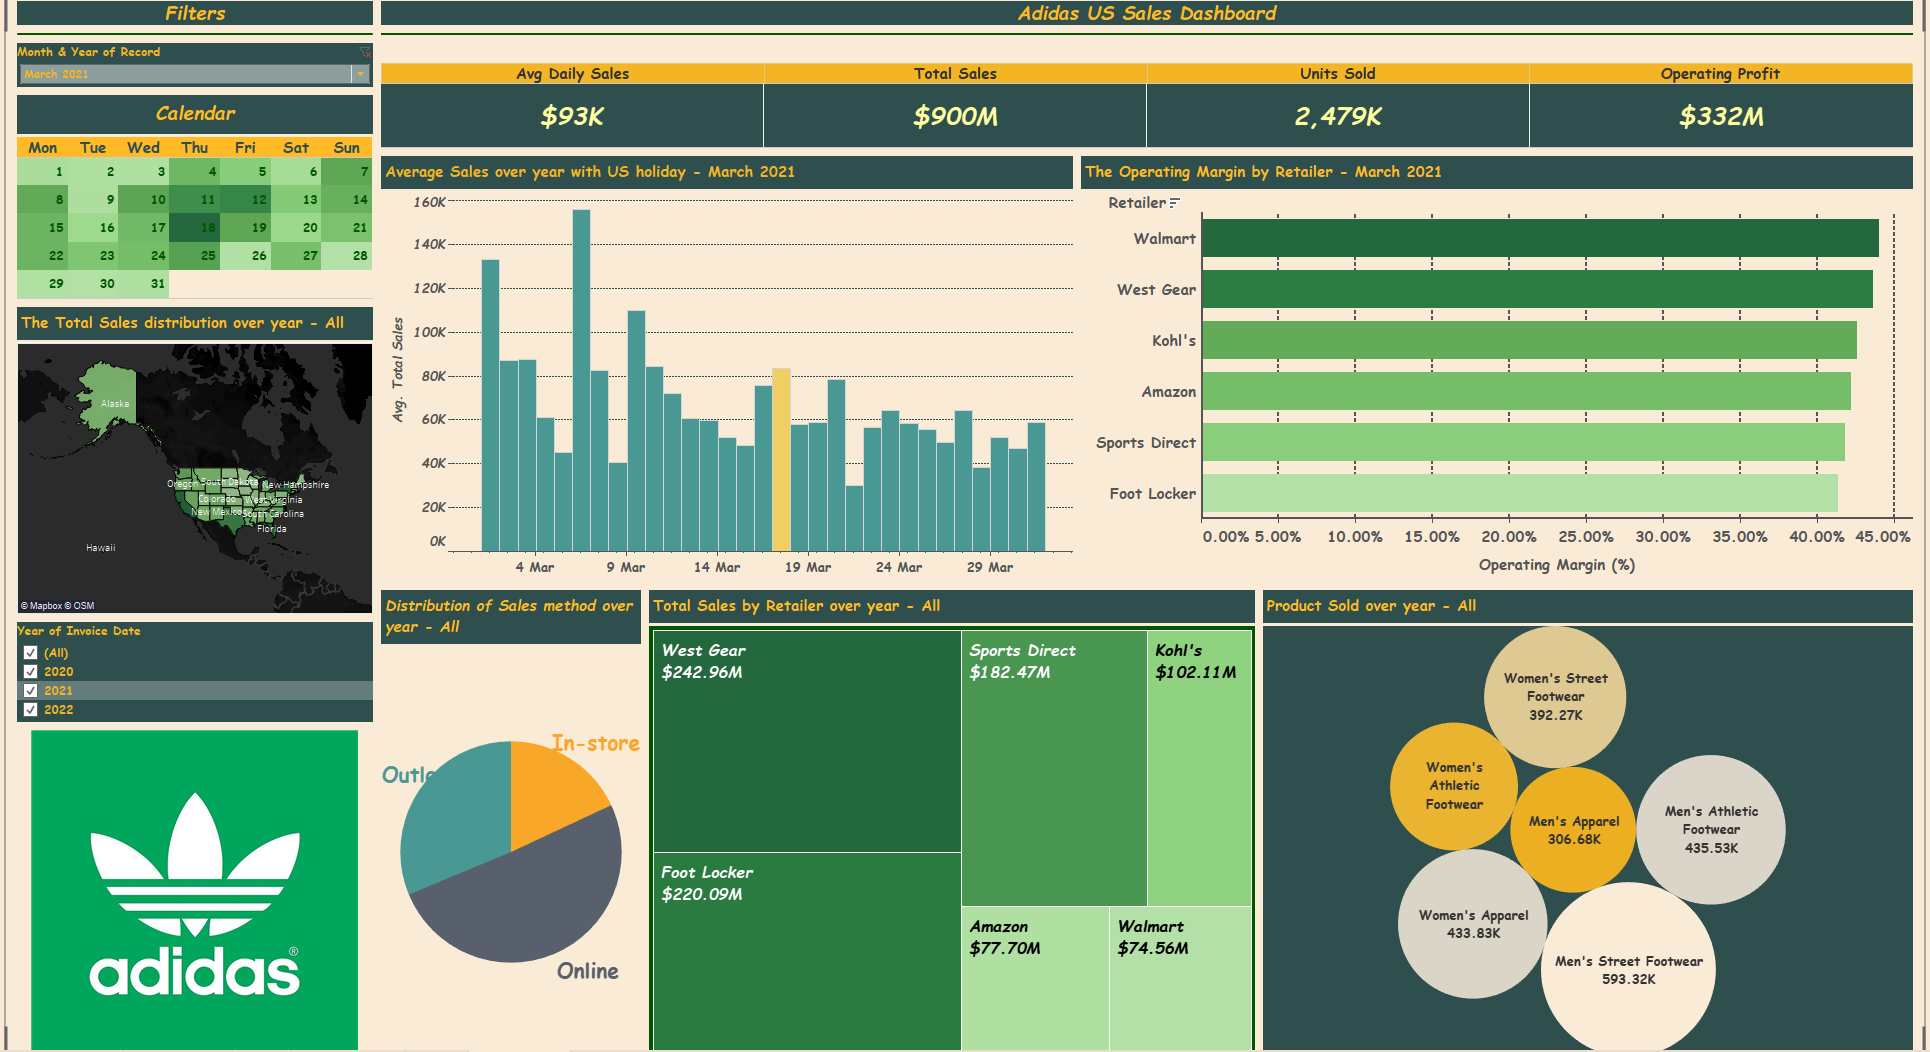 Filters
Adidas US Sales Dashboard
Month & Year of Record
March 2021
Avg Daily Sales
Total Sales
Units Sold
Operating Profit
$93K
$900M
2,479K
$332M
Calendar
Mon Tue Wed Thu Fri Sat Sun
1 2 3 4 5 6 7
8 9 10 11 12 13 14
15 16 17 18 19 20 21
22 23 24 25 26 27 28
29 30 31
The Total Sales distribution over year - All
Alaska
Oregon
South Dakota
New Hampshire
Colorado
West Virginia
New Mexico
South Carolina
Florida
Hawaii
© Mapbox © OSM
Year of Invoice Date
(All)
2020
2021
2022
adidas®
Average Sales over year with US holiday - March 2021
Avg. Total Sales
160K
140K
120K
100K
80K
60K
40K
20K
0K
4 Mar 9 Mar 14 Mar 19 Mar 24 Mar 29 Mar
The Operating Margin by Retailer - March 2021
Retailer
Walmart
West Gear
Kohl's
Amazon
Sports Direct
Foot Locker
0.00% 5.00% 10.00% 15.00% 20.00% 25.00% 30.00% 35.00% 40.00% 45.00%
Operating Margin (%)
Distribution of Sales method over
year - All
In-store
Online
Total Sales by Retailer over year - All
West Gear
$242.96M
Sports Direct
$182.47M
Kohl's
$102.11M
Foot Locker
$220.09M
Amazon
$77.70M
Walmart
$74.56M
Product Sold over year - All
Women's Street
Footwear
392.27K
Women's
Athletic
Footwear
Men's Apparel
306.68K
Men's Athletic
Footwear
435.53K
Women's Apparel
433.83K
Men's Street Footwear
593.32K